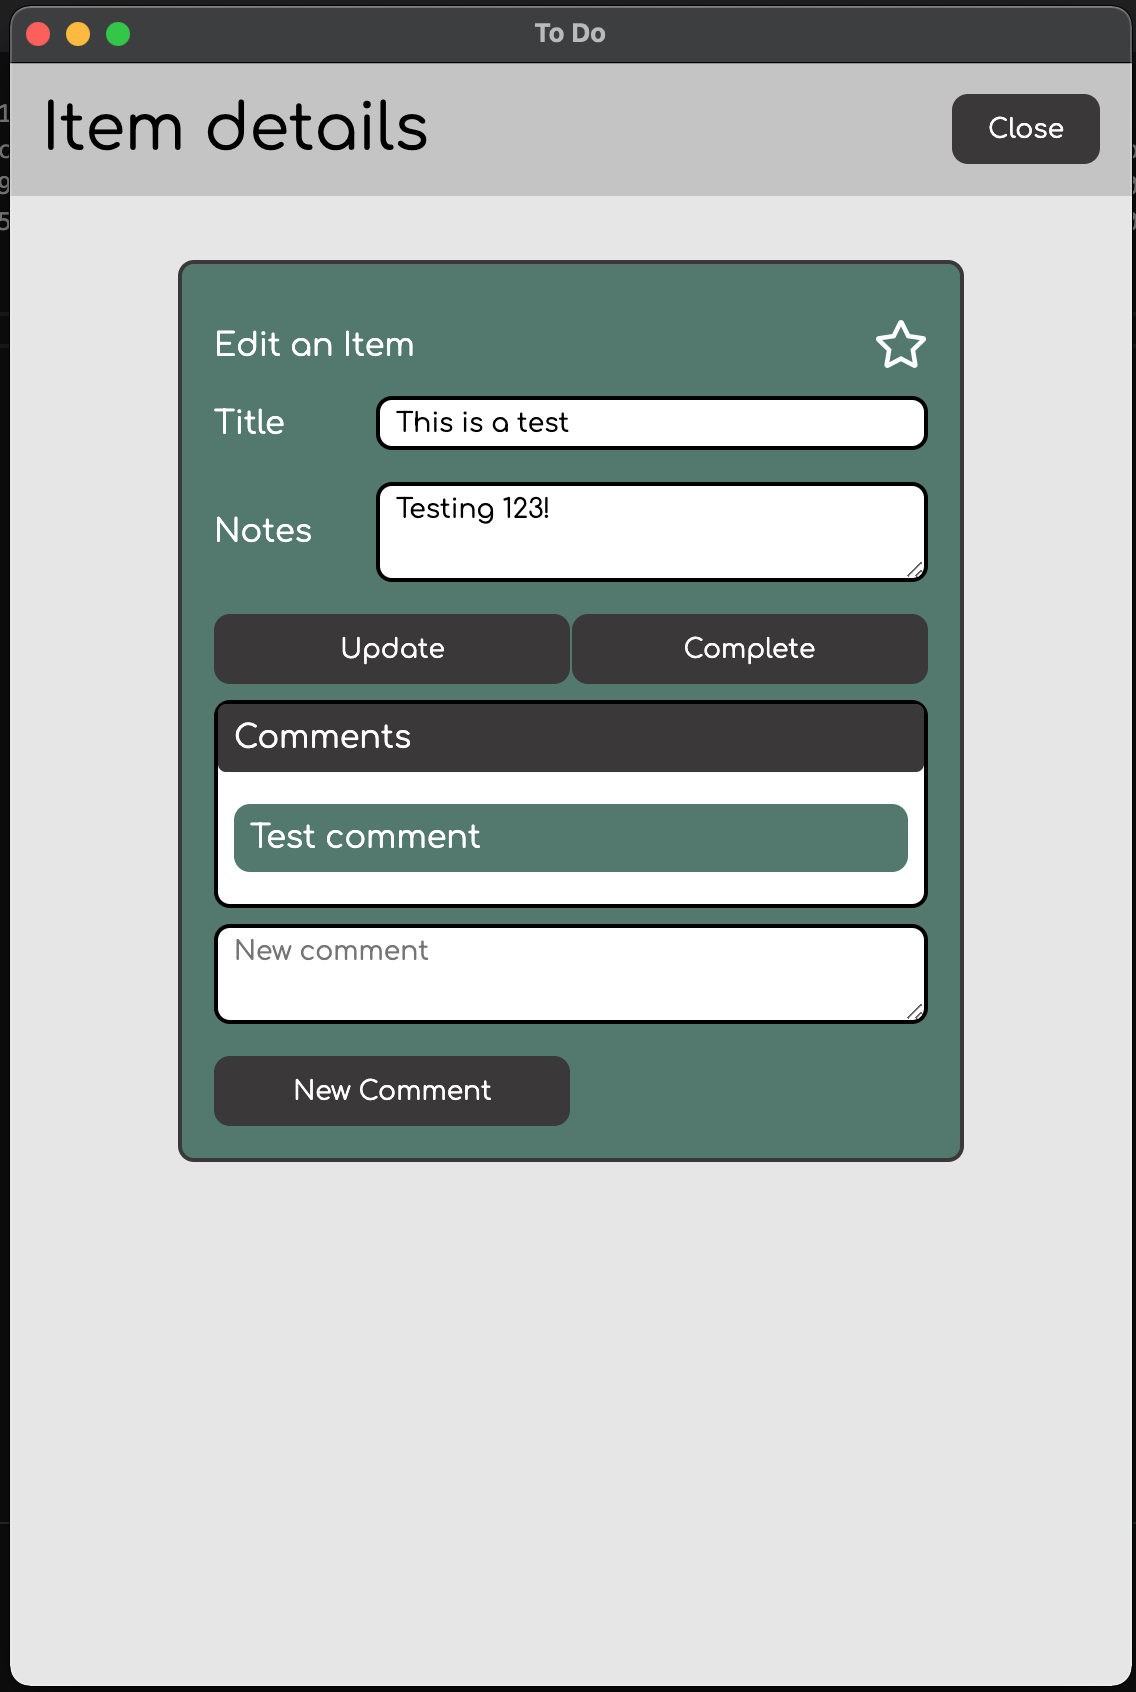 To Do
Item details
Close
Edit an Item
Title
This is a test
Notes
Testing 123!
Update
Complete
Comments
Test comment
New comment
New Comment